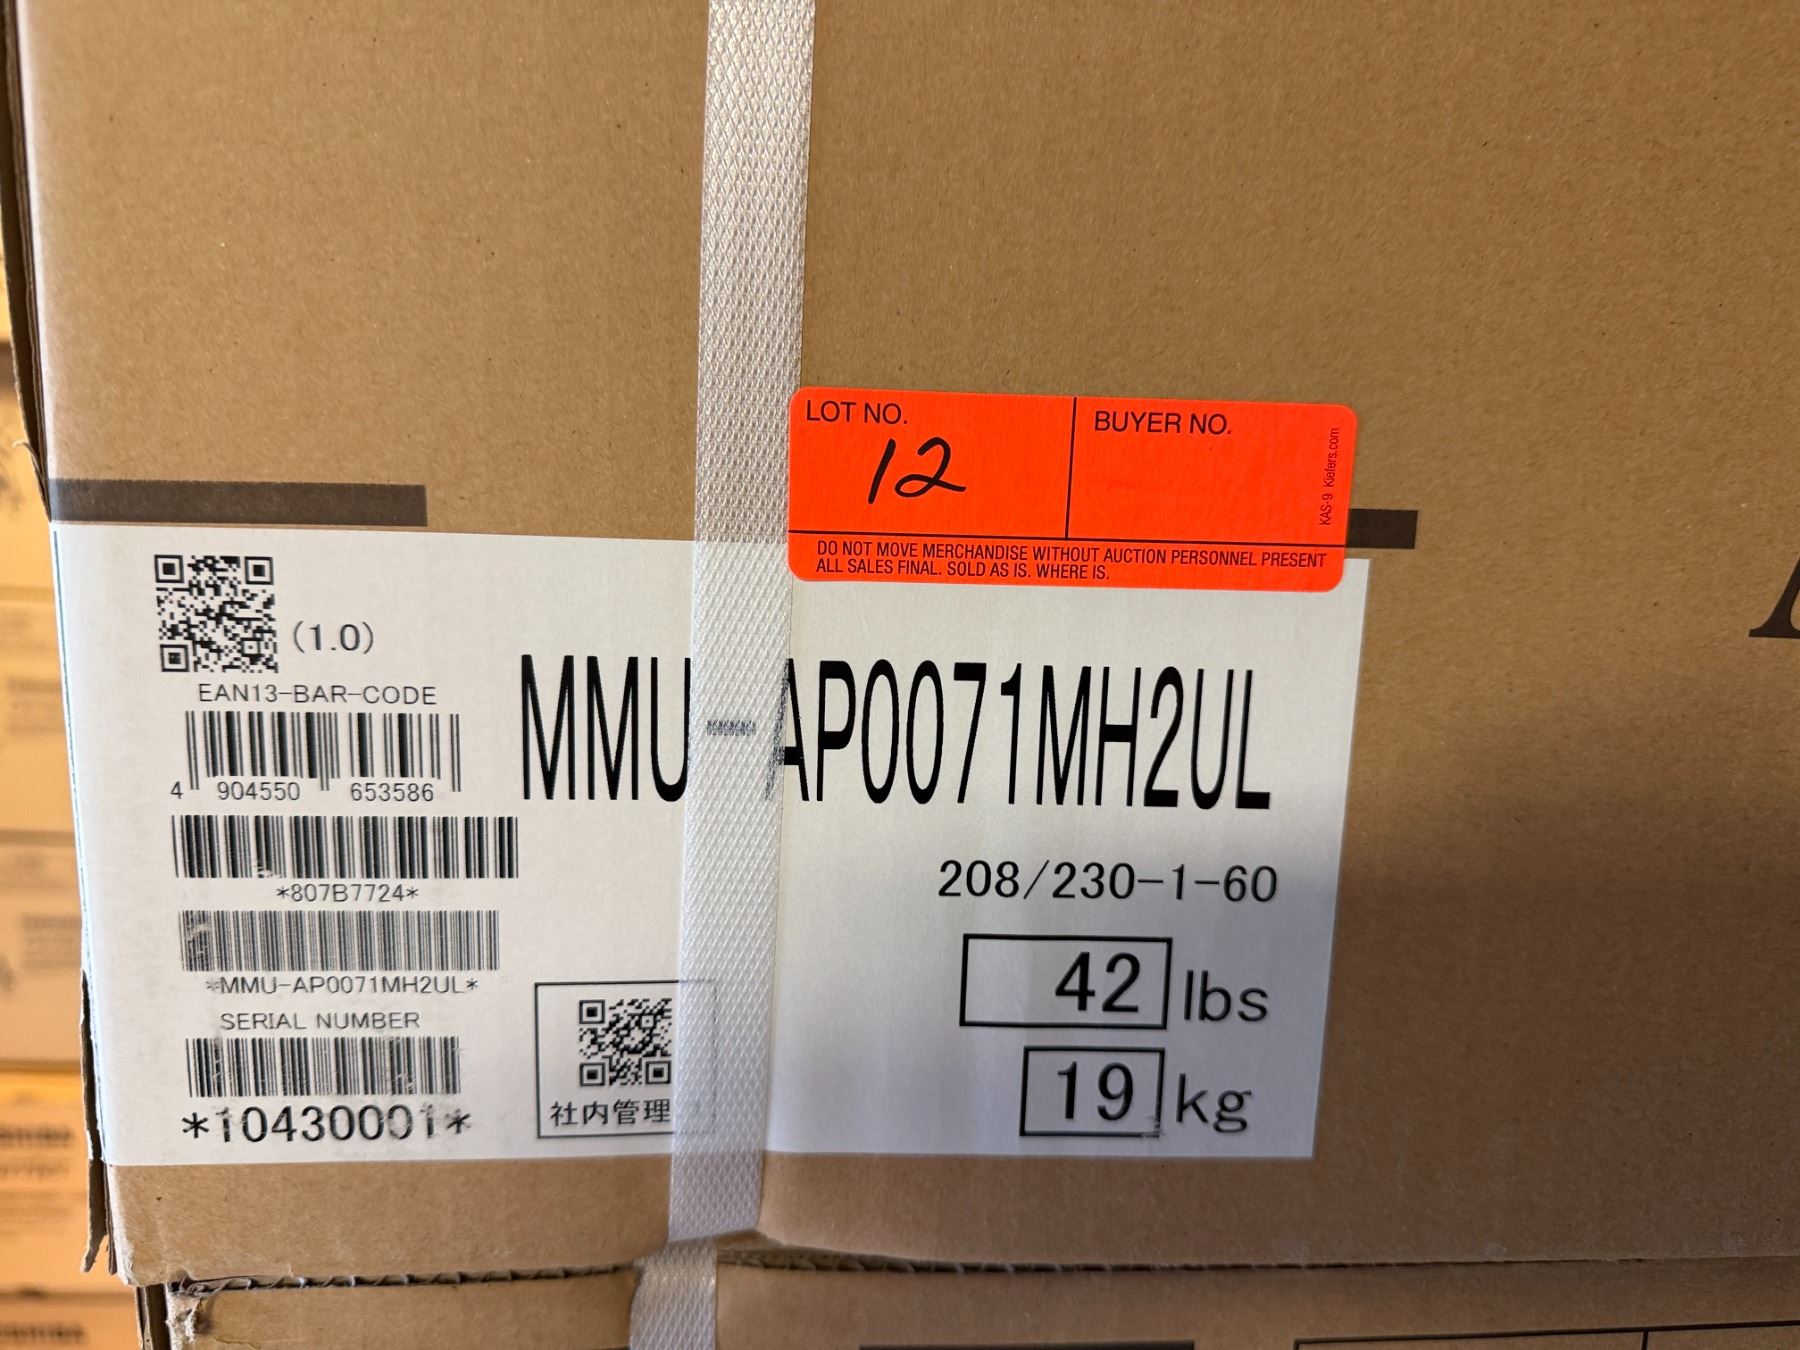 LOT NO.
12
BUYER NO.
KAS-9 Kiefers.com
DO NOT MOVE MERCHANDISE WITHOUT AUCTION PERSONNEL PRESENT
ALL SALES FINAL. SOLD AS IS. WHERE IS.
(1.0)
EAN13-BAR-CODE
4 904550 653586
*807B7724*
*MMU-AP0071MH2UL*
SERIAL NUMBER
*10430001*
MMU-AP0071MH2UL
208/230-1-60
42 lbs
19 kg
社内管理